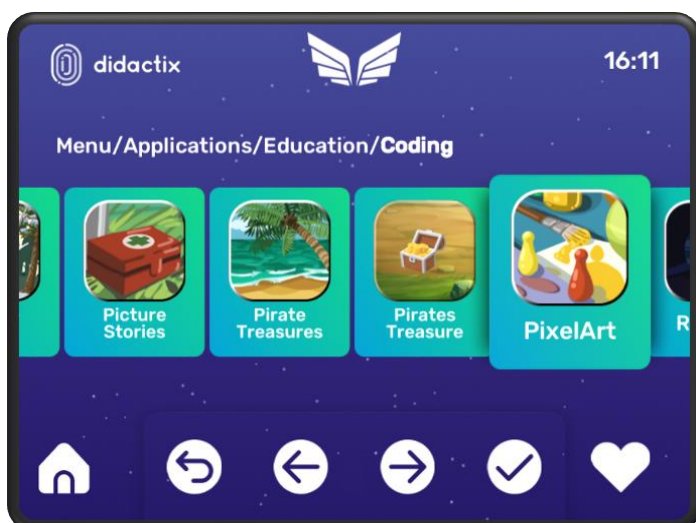 didactix
16:11
Menu/Applications/Education/Coding
Picture
Stories
Pirate
Treasures
Pirates
Treasure
PixelArt
R